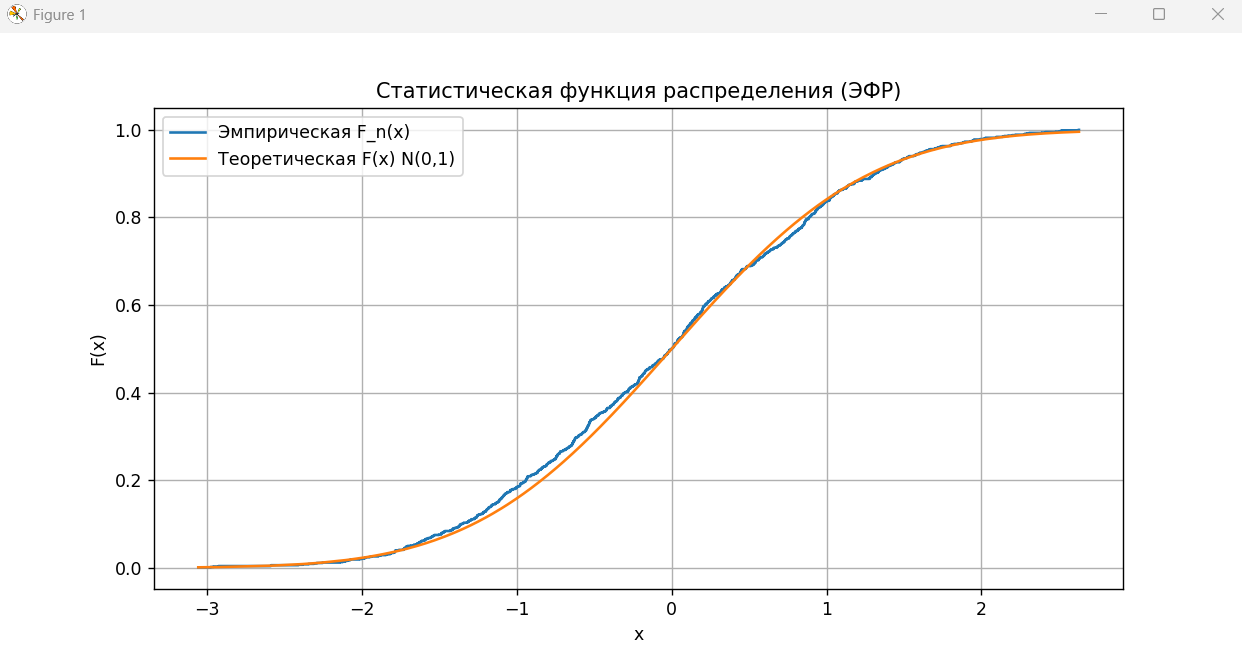 Figure 1
Статистическая функция распределения (ЭФР)
Эмпирическая F_n(x)
Теоретическая F(x) N(0,1)
1.0
0.8
0.6
0.4
0.2
0.0
F(x)
−3
−2
−1
0
1
2
x